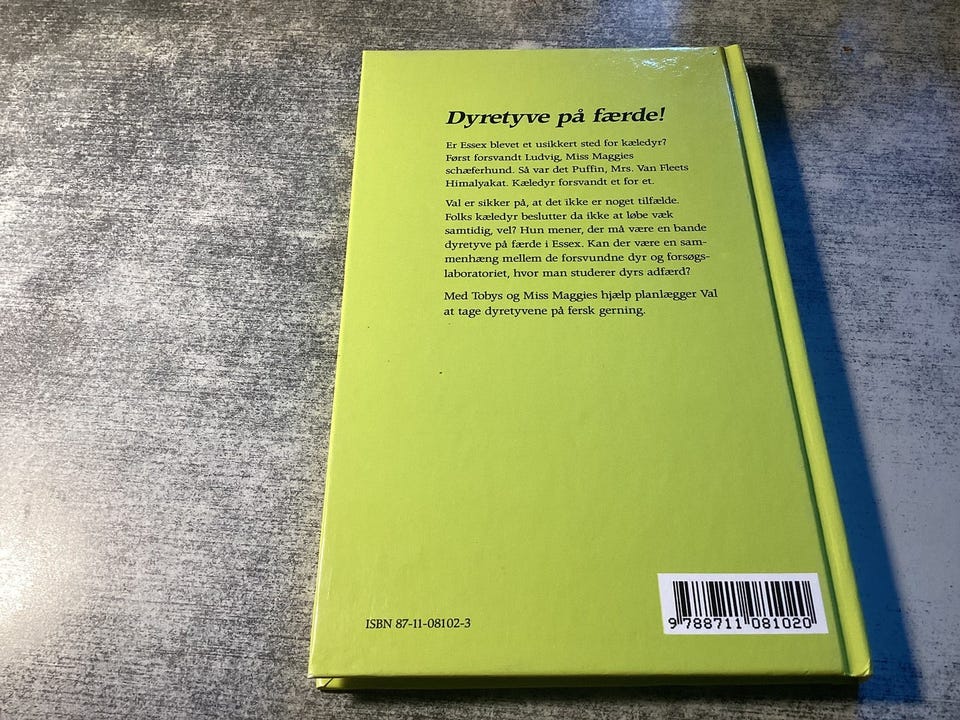 Dyretyve på færde!
Er Essex blevet et usikkert sted for kæledyr?
Først forsvandt Ludvig, Miss Maggies
schæferhund. Så var det Puffin, Mrs. Van Fleets
Himalyakat. Kæledyr forsvandt et for et.
Val er sikker på, at det ikke er noget tilfælde.
Folks kæledyr beslutter da ikke at løbe væk
samtidig, vel? Hun mener, der må være en bande
dyretyve på færde i Essex. Kan der være en sam-
menhæng mellem de forsvundne dyr og forsøgs-
laboratoriet, hvor man studerer dyrs adfærd?
Med Tobys og Miss Maggies hjælp planlægger Val
at tage dyretyvene på fersk gerning.
ISBN 87-11-08102-3
9 788711 081020